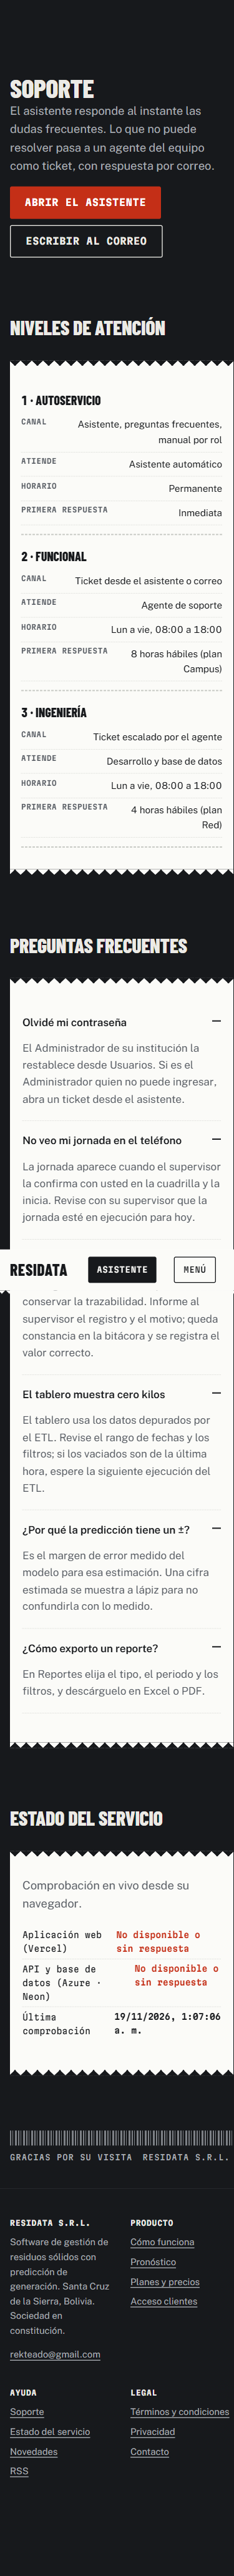 SOPORTE
El asistente responde al instante las
dudas frecuentes. Lo que no puede
resolver pasa a un agente del equipo
como ticket, con respuesta por correo.
ABRIR EL ASISTENTE
ESCRIBIR AL CORREO
NIVELES DE ATENCIÓN
1 · AUTOSERVICIO
CANAL Asistente, preguntas frecuentes,
manual por rol
ATIENDE Asistente automático
HORARIO Permanente
PRIMERA RESPUESTA Inmediata
2 · FUNCIONAL
CANAL Ticket desde el asistente o correo
ATIENDE Agente de soporte
HORARIO Lun a vie, 08:00 a 18:00
PRIMERA RESPUESTA 8 horas hábiles (plan
Campus)
3 · INGENIERÍA
CANAL Ticket escalado por el agente
ATIENDE Desarrollo y base de datos
HORARIO Lun a vie, 08:00 a 18:00
PRIMERA RESPUESTA 4 horas hábiles (plan
Red)
PREGUNTAS FRECUENTES
Olvidé mi contraseña
El Administrador de su institución la
restablece desde Usuarios. Si es el
Administrador quien no puede ingresar,
abra un ticket desde el asistente.
No veo mi jornada en el teléfono
La jornada aparece cuando el supervisor
la confirma con usted en la cuadrilla y la
inicia. Revise con su supervisor que la
jornada esté en ejecución para hoy.
RESIDATA ASISTENTE MENÚ
conservar la trazabilidad. Informe al
supervisor el registro y el motivo; queda
constancia en la bitácora y se registra el
valor correcto.
El tablero muestra cero kilos
El tablero usa los datos depurados por
el ETL. Revise el rango de fechas y los
filtros; si los vaciados son de la última
hora, espere la siguiente ejecución del
ETL.
¿Por qué la predicción tiene un ±?
Es el margen de error medido del
modelo para esa estimación. Una cifra
estimada se muestra a lápiz para no
confundirla con lo medido.
¿Cómo exporto un reporte?
En Reportes elija el tipo, el periodo y los
filtros, y descárguelo en Excel o PDF.
ESTADO DEL SERVICIO
Comprobación en vivo desde su
navegador.
Aplicación web No disponible o
(Vercel) sin respuesta
API y base de No disponible o
datos (Azure · sin respuesta
Neon)
Última 19/11/2026, 1:07:06
comprobación a. m.
GRACIAS POR SU VISITA RESIDATA S.R.L.
RESIDATA S.R.L.
Software de gestión de
residuos sólidos con
predicción de
generación. Santa Cruz
de la Sierra, Bolivia.
Sociedad en
constitución.
rekteado@gmail.com
PRODUCTO
Cómo funciona
Pronóstico
Planes y precios
Acceso clientes
AYUDA
Soporte
Estado del servicio
Novedades
RSS
LEGAL
Términos y condiciones
Privacidad
Contacto